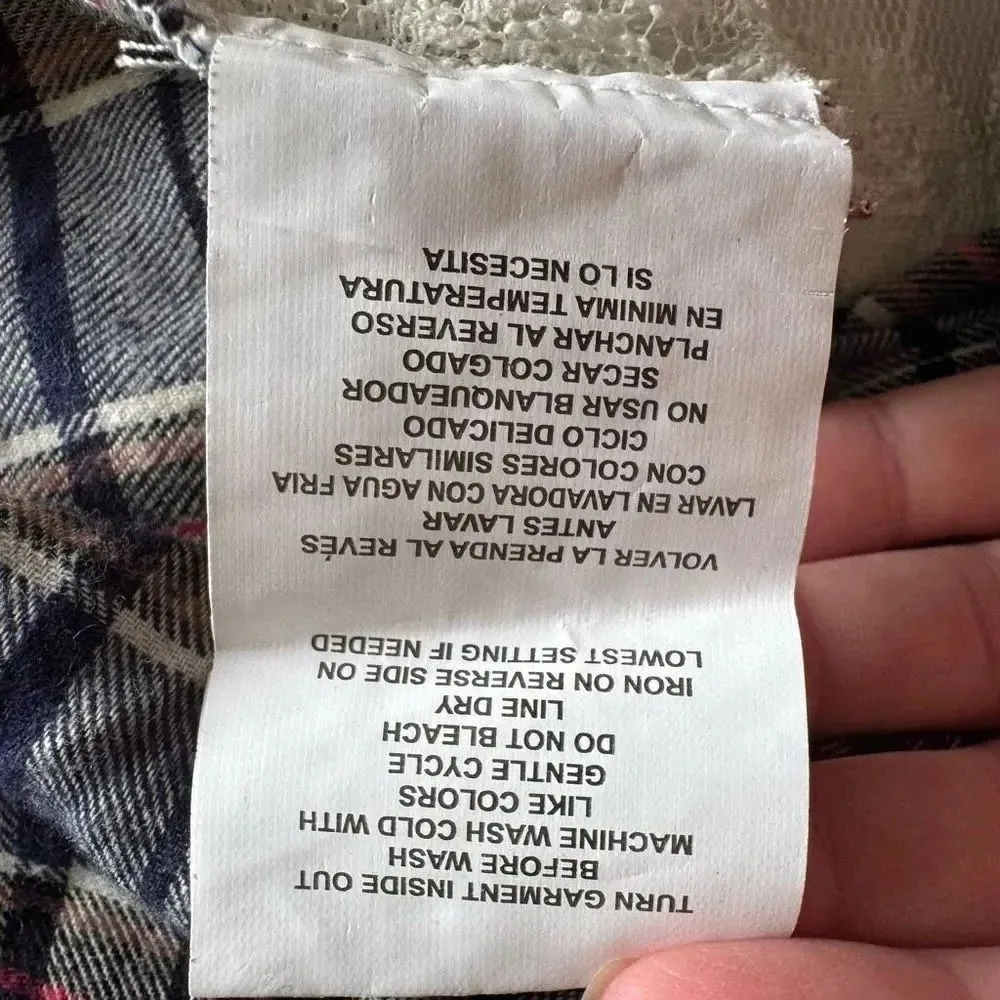 TURN GARMENT INSIDE OUT
BEFORE WASH
MACHINE WASH COLD WITH
LIKE COLORS
GENTLE CYCLE
DO NOT BLEACH
LINE DRY
IRON ON REVERSE SIDE ON
LOWEST SETTING IF NEEDED
VOLVER LA PRENDA AL REVÉS
ANTES LAVAR
LAVAR EN LAVADORA CON AGUA FRIA
CON COLORES SIMILARES
CICLO DELICADO
NO USAR BLANQUEADOR
SECAR COLGADO
PLANCHAR AL REVERSO
EN MINIMA TEMPERATURA
SI LO NECESITA